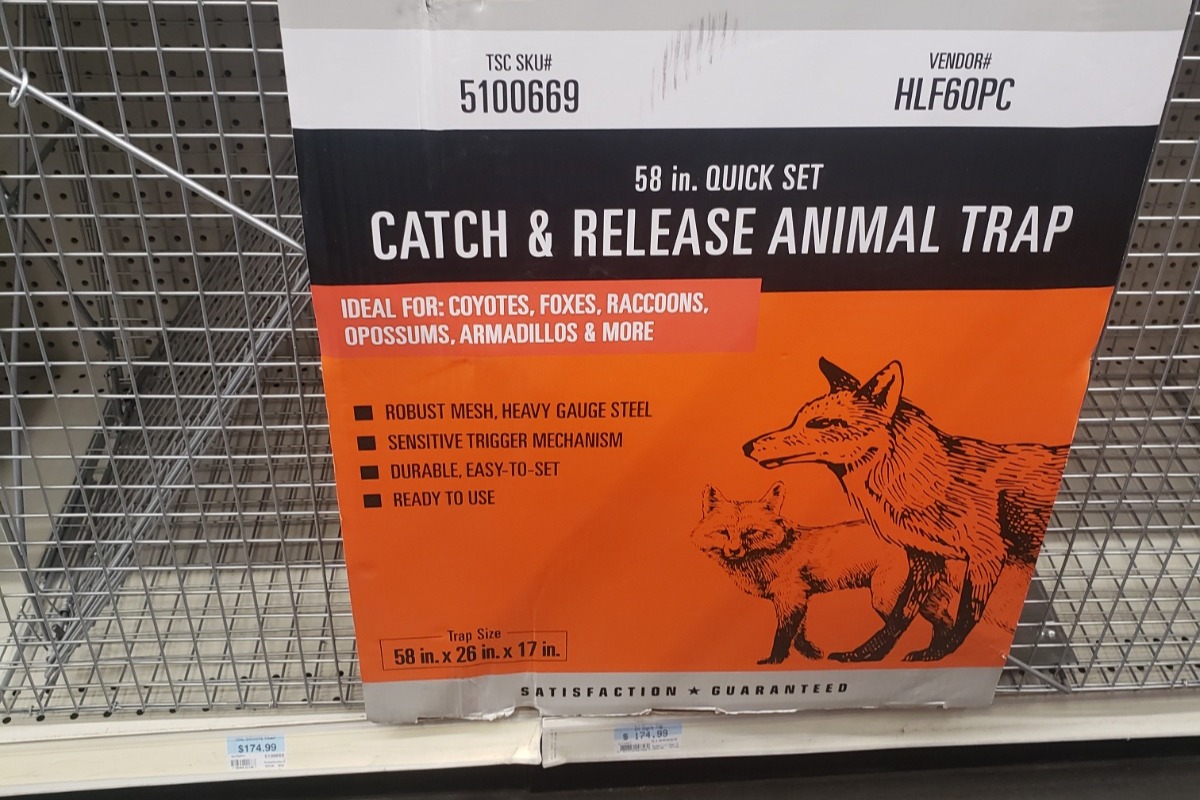 TSC SKU#
5100669
VENDOR#
HLF60PC
58 in. QUICK SET
CATCH & RELEASE ANIMAL TRAP
IDEAL FOR: COYOTES, FOXES, RACCOONS,
OPOSSUMS, ARMADILLOS & MORE
ROBUST MESH, HEAVY GAUGE STEEL
SENSITIVE TRIGGER MECHANISM
DURABLE, EASY-TO-SET
READY TO USE
Trap Size
58 in. x 26 in. x 17 in.
SATISFACTION ★ GUARANTEED
$174.99
$174.99